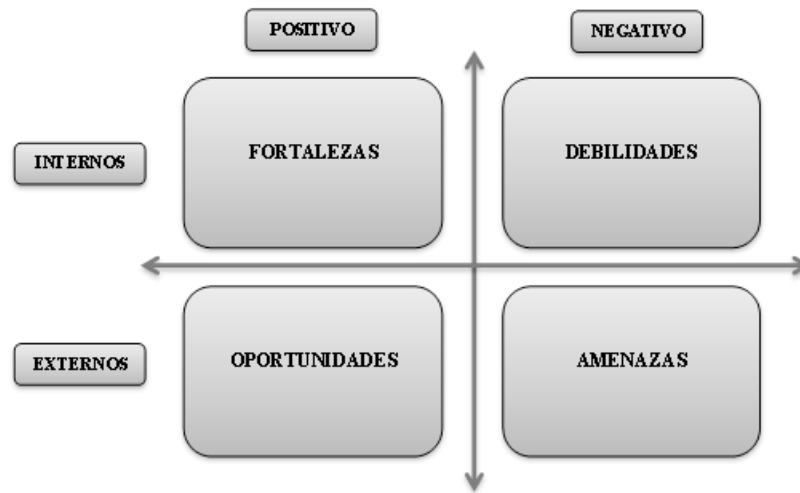 POSITIVO
NEGATIVO
INTERNOS
FORTALEZAS
DEBILIDADES
EXTERNOS
OPORTUNIDADES
AMENAZAS